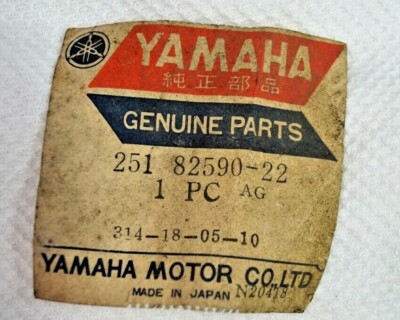 YAMAHA
純正部品
GENUINE PARTS
251 82590-22
1 PC AG
314-18-05-10
YAMAHA MOTOR CO.,LTD
MADE IN JAPAN N20418